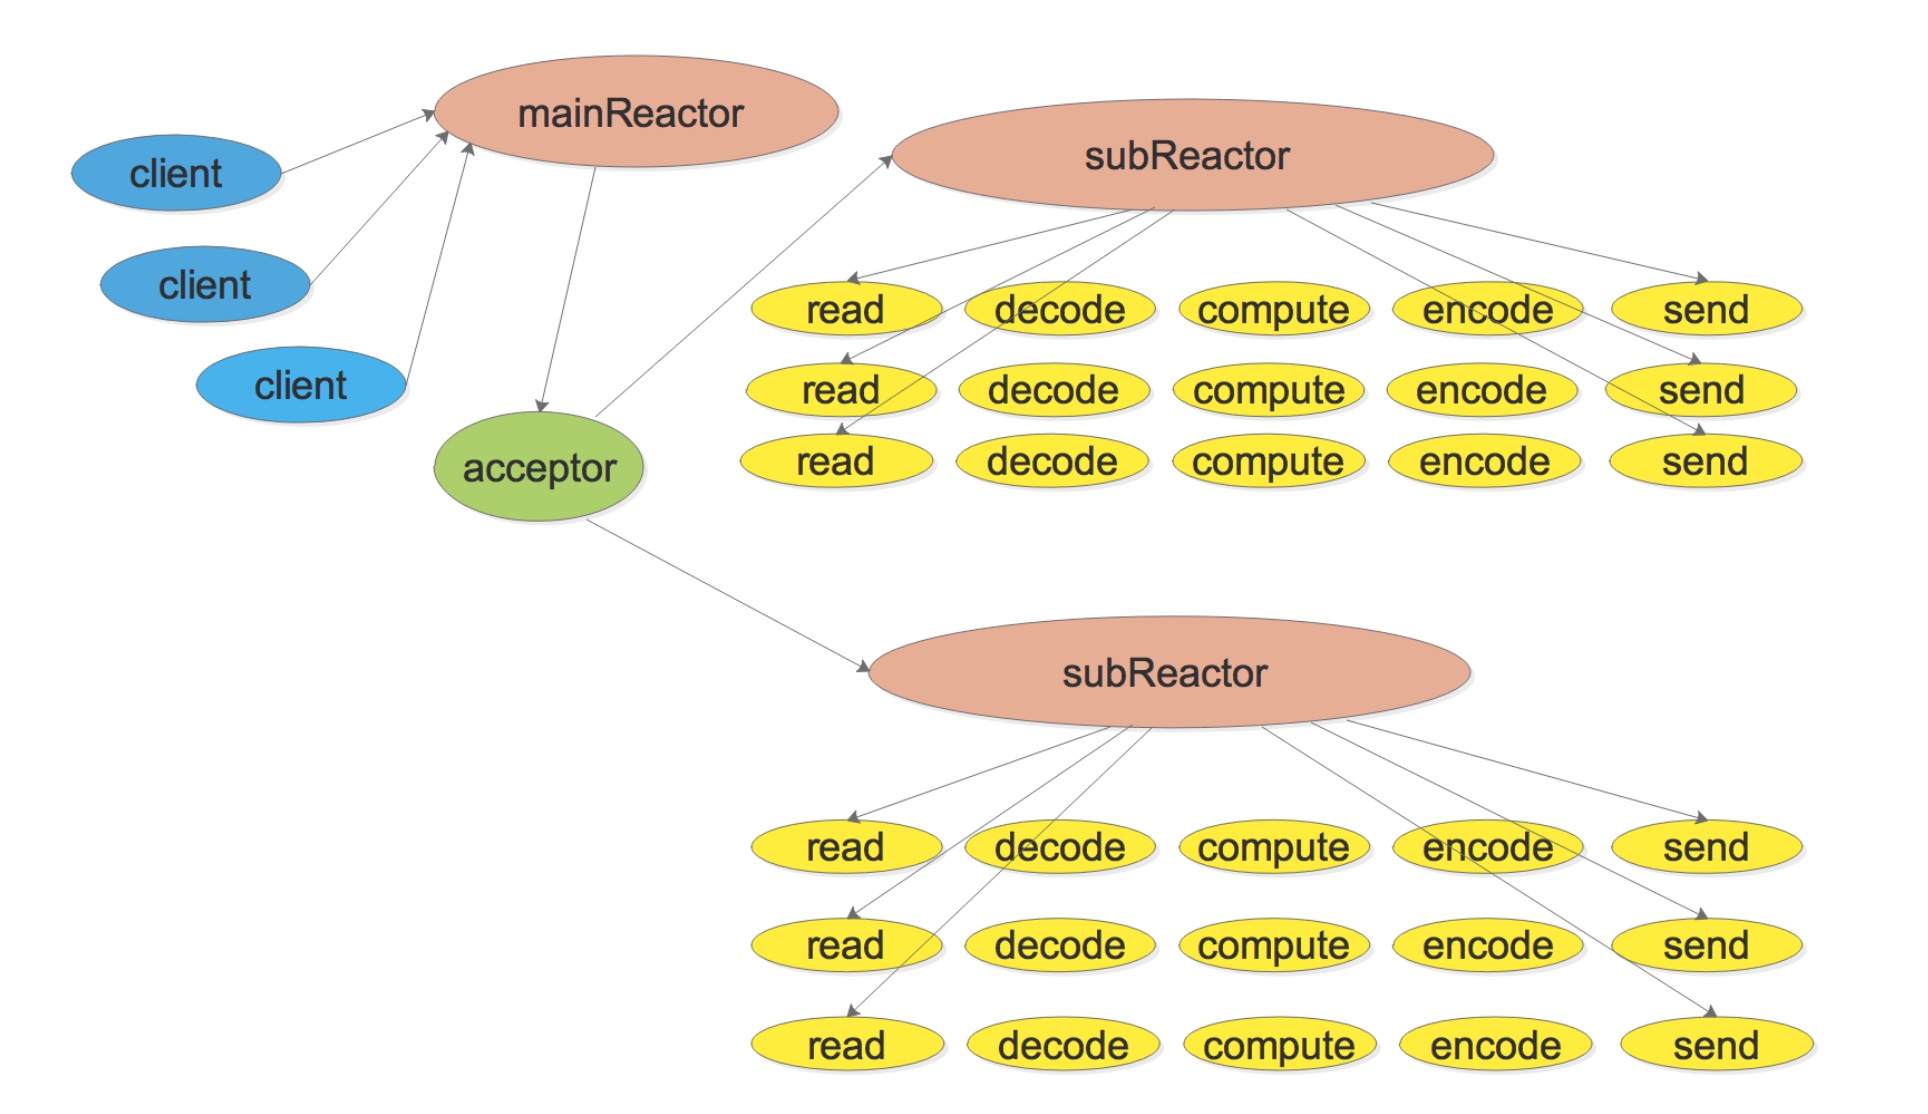 mainReactor
client
client
client
acceptor
subReactor
read decode compute encode send
read decode compute encode send
read decode compute encode send
subReactor
read decode compute encode send
read decode compute encode send
read decode compute encode send